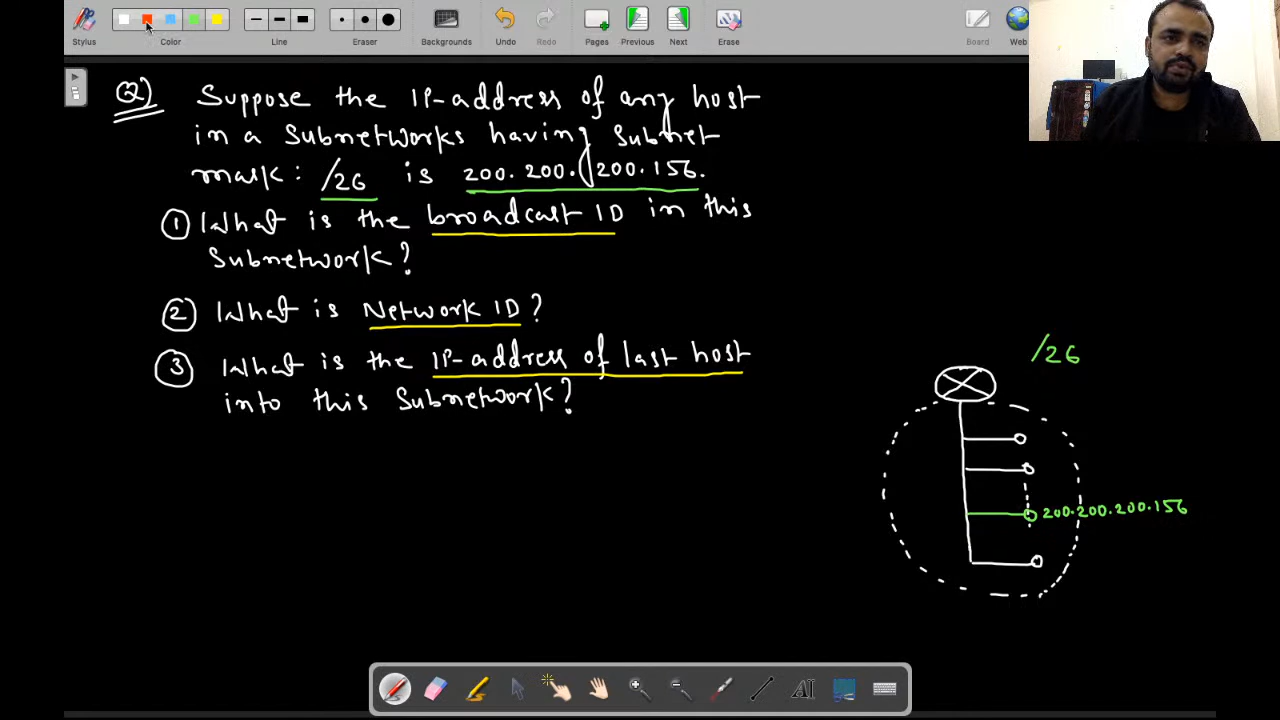 Stylus
Color
Line
Eraser
Backgrounds
Undo
Redo
Pages
Previous
Next
Erase
Board
Web
Q) Suppose the IP-address of any host
in a Subnetworks having Subnet
mask: /26 is 200.200.200.156.
① What is the broadcast ID in this
Subnetwork?
② What is Network ID?
③ What is the IP-address of last host
into this Subnetwork?
/26
200.200.200.156
AI